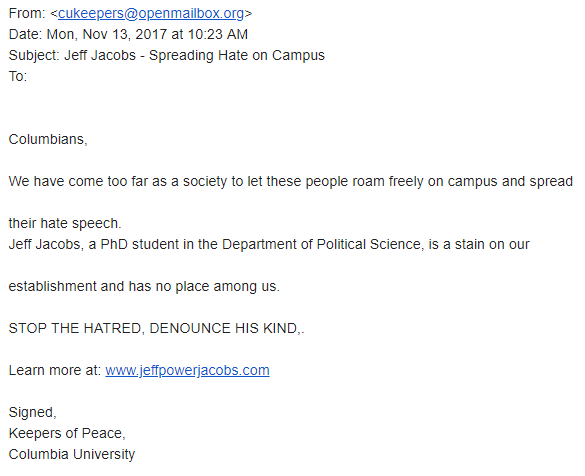 From: <cukeepers@openmailbox.org>
Date: Mon, Nov 13, 2017 at 10:23 AM
Subject: Jeff Jacobs - Spreading Hate on Campus
To:
Columbians,
We have come too far as a society to let these people roam freely on campus and spread
their hate speech.
Jeff Jacobs, a PhD student in the Department of Political Science, is a stain on our
establishment and has no place among us.
STOP THE HATRED, DENOUNCE HIS KIND,.
Learn more at: www.jeffpowerjacobs.com
Signed,
Keepers of Peace,
Columbia University